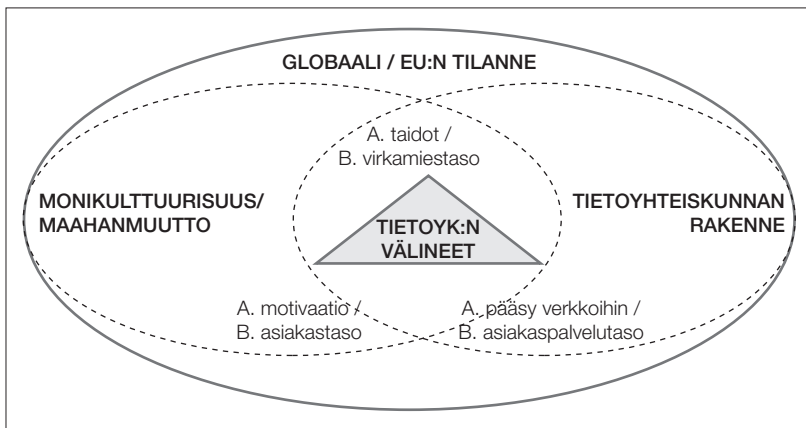 GLOBAALI / EU:N TILANNE
A. taidot /
B. virkamiestaso
MONIKULTTUURISUUS/
MAAHANMUUTTO
TIETOYK:N
VÄLINEET
TIETOYHTEISKUNNAN
RAKENNE
A. motivaatio /
B. asiakastaso
A. pääsy verkkoihin /
B. asiakaspalvelutaso